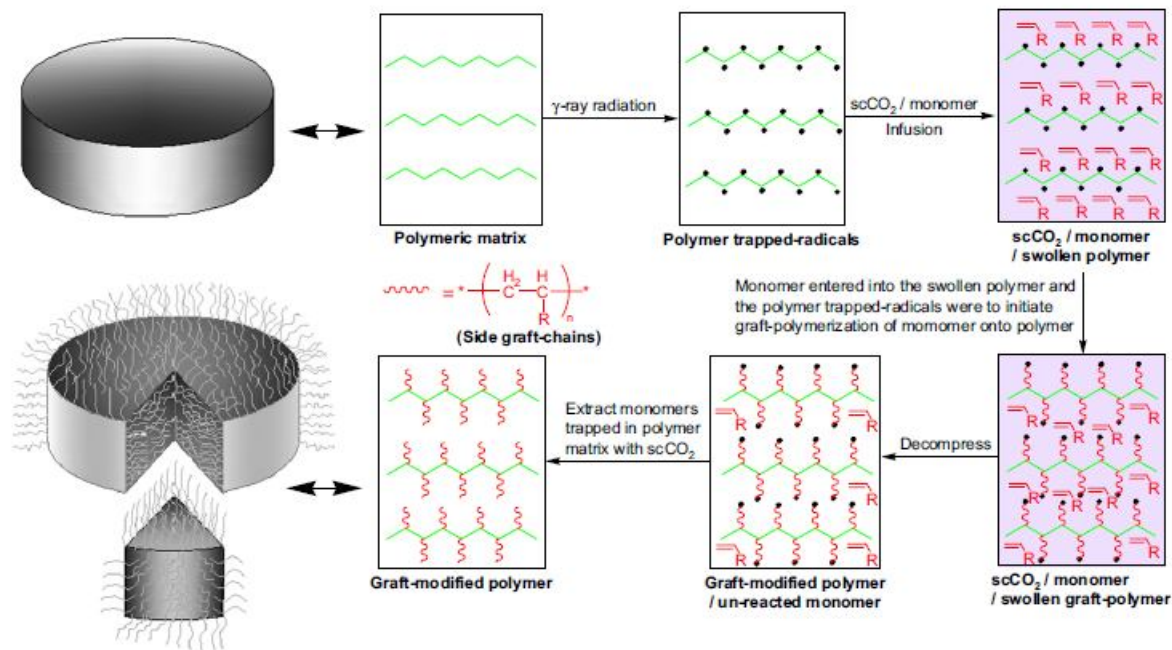 γ-ray radiation
scCO₂ / monomer
Infusion
R R R R
R R R R
R R R R
R R R R
Polymeric matrix
Polymer trapped-radicals
scCO₂ / monomer
/ swollen polymer
= * ( C H₂ C H R )n *
(Side graft-chains)
Monomer entered into the swollen polymer and
the polymer trapped-radicals were to initiate
graft-polymerization of momomer onto polymer
Extract monomers
trapped in polymer
matrix with scCO₂
Decompress
R R
R R
R R R
R R
R R
Graft-modified polymer
Graft-modified polymer
/ un-reacted monomer
scCO₂ / monomer
/ swollen graft-polymer